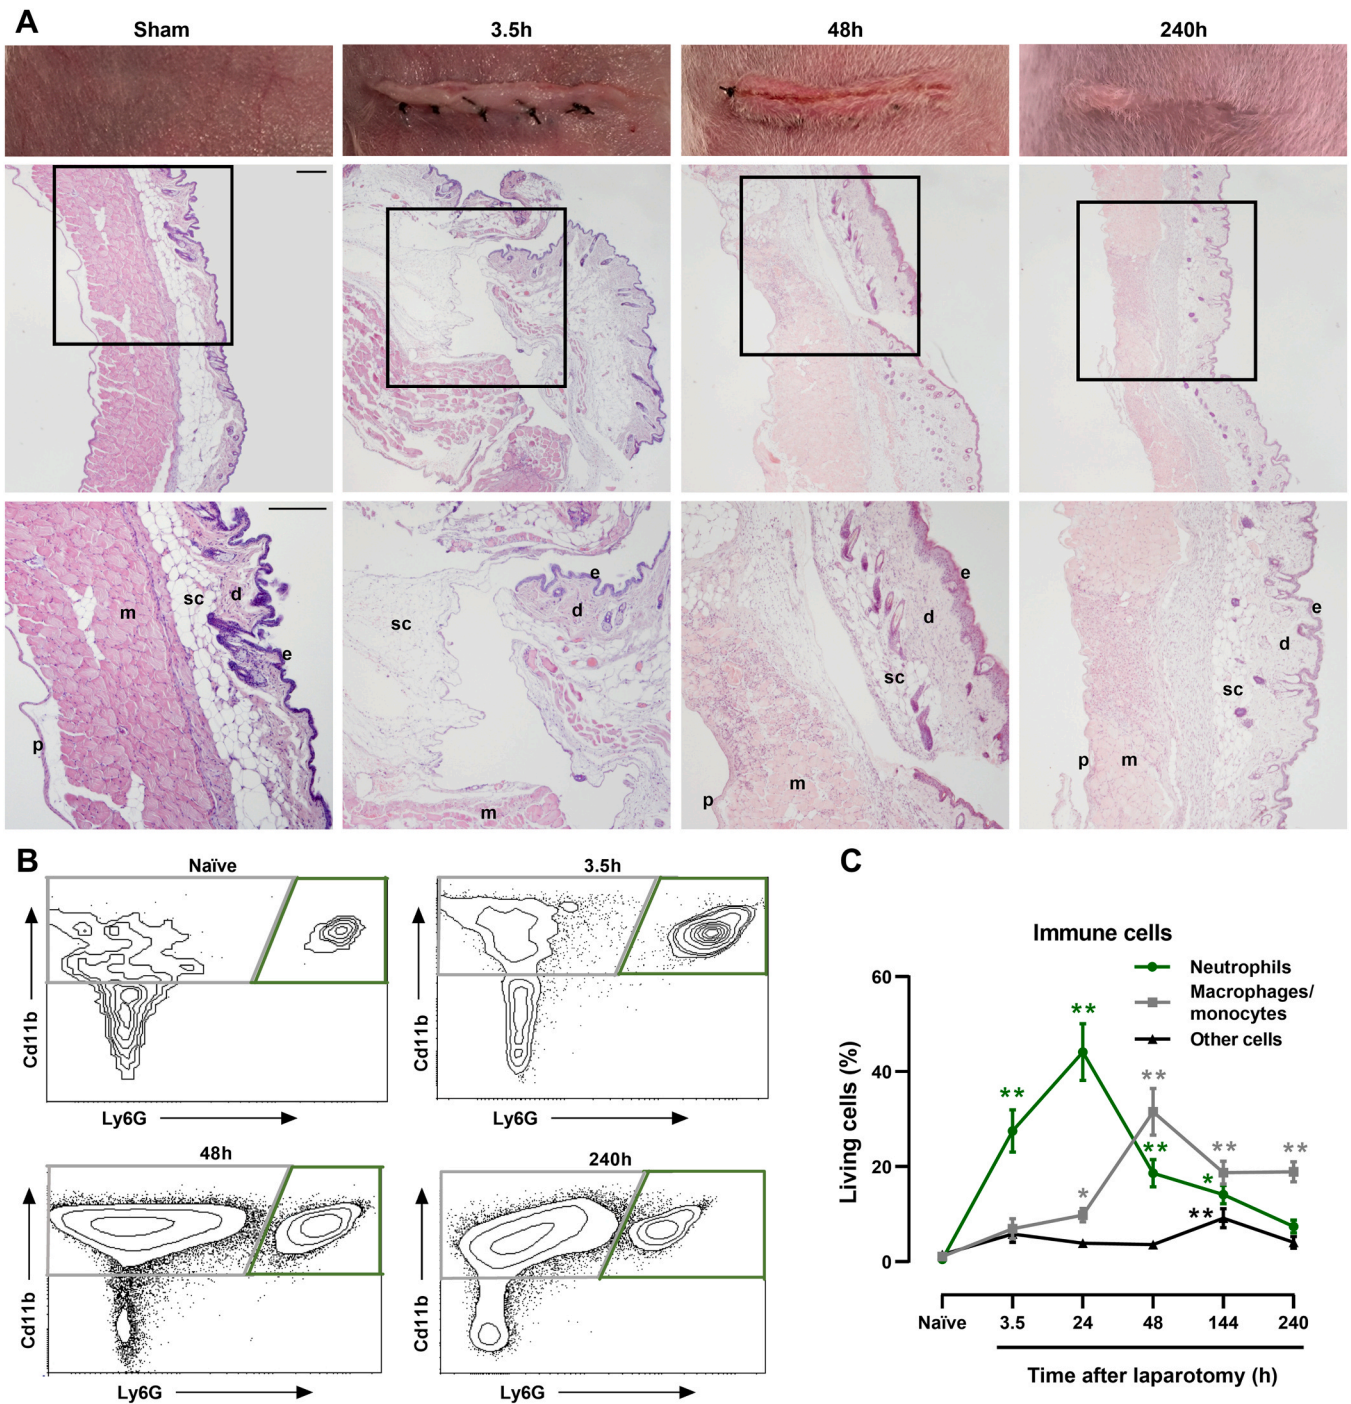 A
Sham 3.5h 48h 240h
p m sc d e
sc e d m
p m sc d e
p m sc d e
B
Naïve
Cd11b
Ly6G
3.5h
Cd11b
Ly6G
48h
Cd11b
Ly6G
240h
Cd11b
Ly6G
C
Immune cells
Neutrophils
Macrophages/
monocytes
Other cells
Living cells (%)
60
40
20
0
** ** ** * ** ** * ** ** **
Naïve 3.5 24 48 144 240
Time after laparotomy (h)